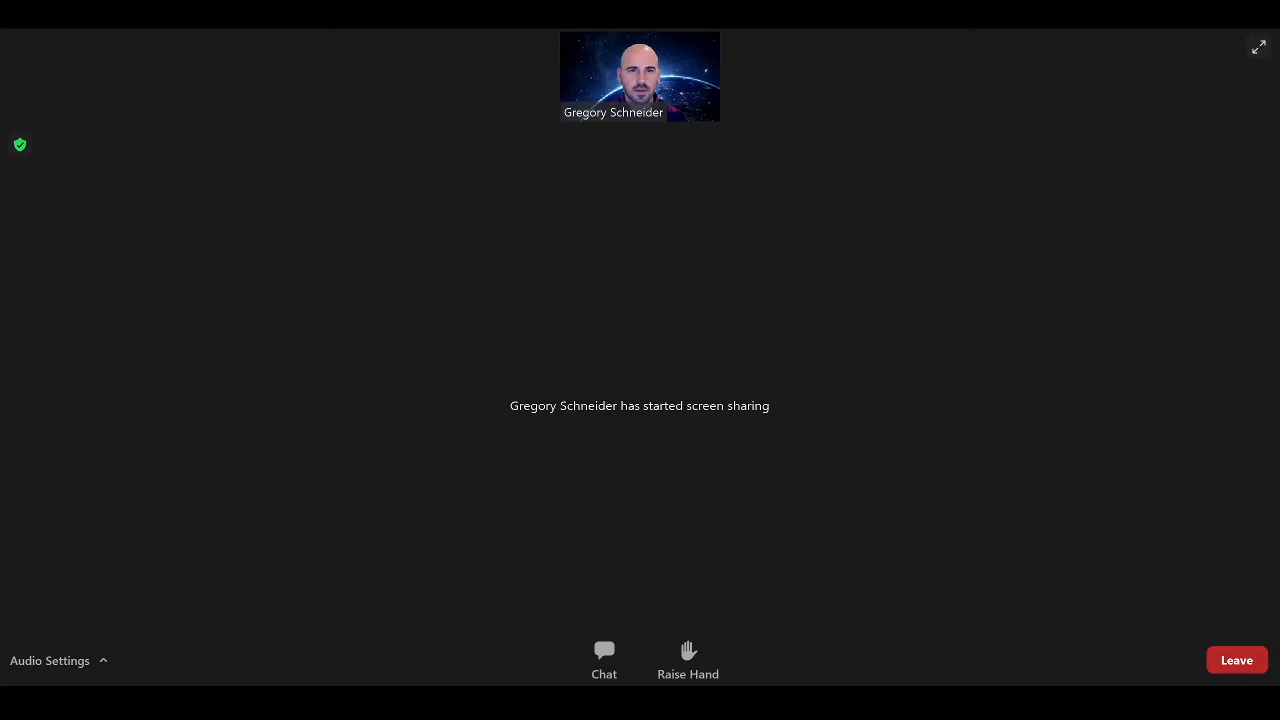 Gregory Schneider
Gregory Schneider has started screen sharing
Audio Settings
Chat
Raise Hand
Leave